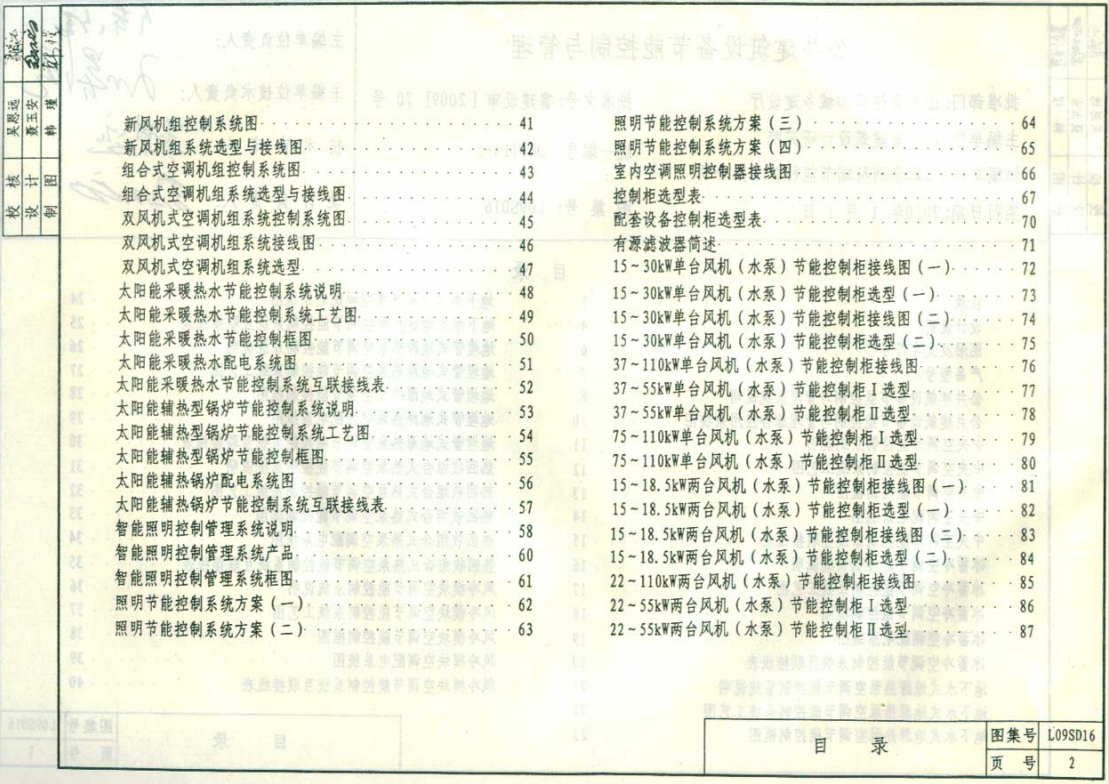 新风机组控制系统图 41
新风机组系统选型与接线图 42
组合式空调机组控制系统图 43
组合式空调机组系统选型与接线图 44
双风机式空调机组系统控制系统图 45
双风机式空调机组系统接线图 46
双风机式空调机组系统选型 47
太阳能采暖热水节能控制系统说明 48
太阳能采暖热水节能控制系统工艺图 49
太阳能采暖热水节能控制框图 50
太阳能采暖热水配电系统图 51
太阳能采暖热水节能控制系统互联接线表 52
太阳能辅热型锅炉节能控制系统说明 53
太阳能辅热型锅炉节能控制系统工艺图 54
太阳能辅热型锅炉节能控制框图 55
太阳能辅热锅炉配电系统图 56
太阳能辅热锅炉节能控制系统互联接线表 57
智能照明控制管理系统说明 58
智能照明控制管理系统产品 60
智能照明控制管理系统框图 61
照明节能控制系统方案(一) 62
照明节能控制系统方案(二) 63
照明节能控制系统方案(三) 64
照明节能控制系统方案(四) 65
室内空调照明控制器接线图 66
控制柜选型表 67
配套设备控制柜选型表 70
有源滤波器简述 71
15~30kW单台风机(水泵)节能控制柜接线图(一) 72
15~30kW单台风机(水泵)节能控制柜选型(一) 73
15~30kW单台风机(水泵)节能控制柜接线图(二) 74
15~30kW单台风机(水泵)节能控制柜选型(二) 75
37~110kW单台风机(水泵)节能控制柜接线图 76
37~55kW单台风机(水泵)节能控制柜Ⅰ选型 77
37~55kW单台风机(水泵)节能控制柜Ⅱ选型 78
75~110kW单台风机(水泵)节能控制柜Ⅰ选型 79
75~110kW单台风机(水泵)节能控制柜Ⅱ选型 80
15~18.5kW两台风机(水泵)节能控制柜接线图(一) 81
15~18.5kW两台风机(水泵)节能控制柜选型(一) 82
15~18.5kW两台风机(水泵)节能控制柜接线图(二) 83
15~18.5kW两台风机(水泵)节能控制柜选型(二) 84
22~110kW两台风机(水泵)节能控制柜接线图 85
22~55kW两台风机(水泵)节能控制柜Ⅰ选型 86
22~55kW两台风机(水泵)节能控制柜Ⅱ选型 87
校 核 吴恩远
设 计 聂玉安
制 图 韩 瑾
目 录
图集号 L09SD16
页 号 2